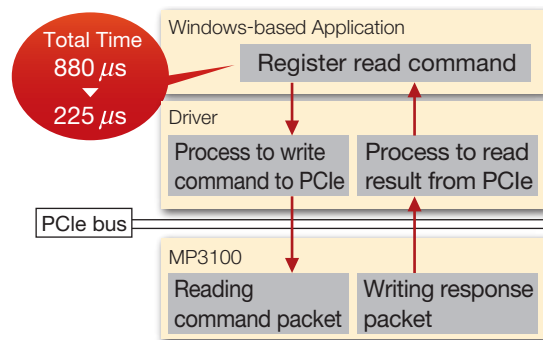 Total Time
880 µs
225 µs
Windows-based Application
Register read command
Driver
Process to write
command to PCIe
Process to read
result from PCIe
PCIe bus
MP3100
Reading
command packet
Writing response
packet